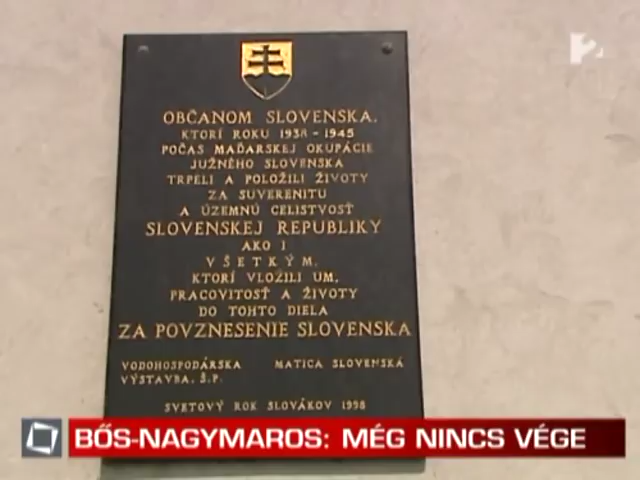 2
OBČANOM SLOVENSKA,
KTORÍ ROKU 1938 - 1945
POČAS MAĎARSKEJ OKUPÁCIE
JUŽNÉHO SLOVENSKA
TRPELI A POLOŽILI ŽIVOTY
ZA SUVERENITU
A ÚZEMNÚ CELISTVOSŤ
SLOVENSKEJ REPUBLIKY
AKO I
VŠETKÝM,
KTORÍ VLOŽILI UM,
PRACOVITOSŤ A ŽIVOTY
DO TOHTO DIELA
ZA POVZNESENIE SLOVENSKA
VODOHOSPODÁRSKA MATICA SLOVENSKÁ
VÝSTAVBA, Š.P.
SVETOVÝ ROK SLOVÁKOV 1998
BŐS-NAGYMAROS: MÉG NINCS VÉGE